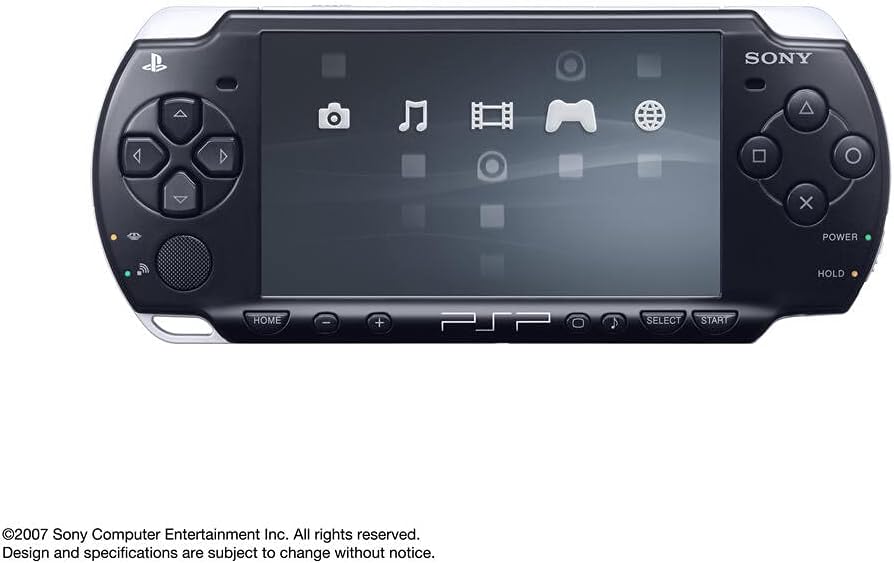 SONY
POWER
HOLD
HOME
PSP
SELECT
START
©2007 Sony Computer Entertainment Inc. All rights reserved.
Design and specifications are subject to change without notice.